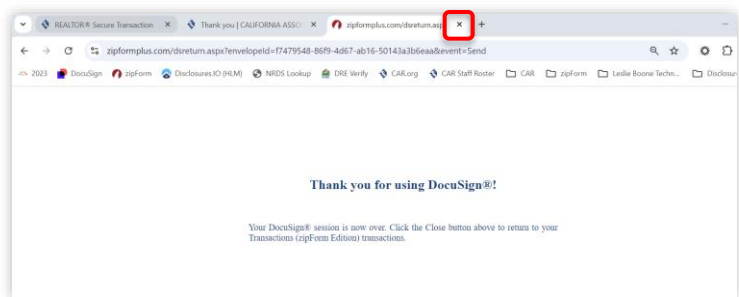 REALTOR® Secure Transaction
Thank you | CALIFORNIA ASSO
zipformplus.com/dsreturn.asp
zipformplus.com/dsreturn.aspx?envelopeId=f7479548-86f9-4d67-ab16-50143a3b6eaa&event=Send
2023 DocuSign zipForm Disclosures.IO (HLM) NRDS Lookup DRE Verify CAR.org CAR Staff Roster CAR zipForm Leslie Boone Techn... Disclosur
Thank you for using DocuSign®!
Your DocuSign® session is now over. Click the Close button above to return to your
Transactions (zipForm Edition) transactions.